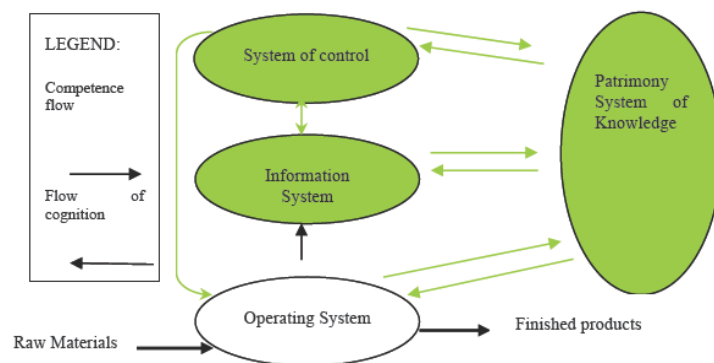 LEGEND:
Competence
flow
Flow of
cognition
System of control
Patrimony
System of
Knowledge
Information
System
Operating System
Raw Materials
Finished products